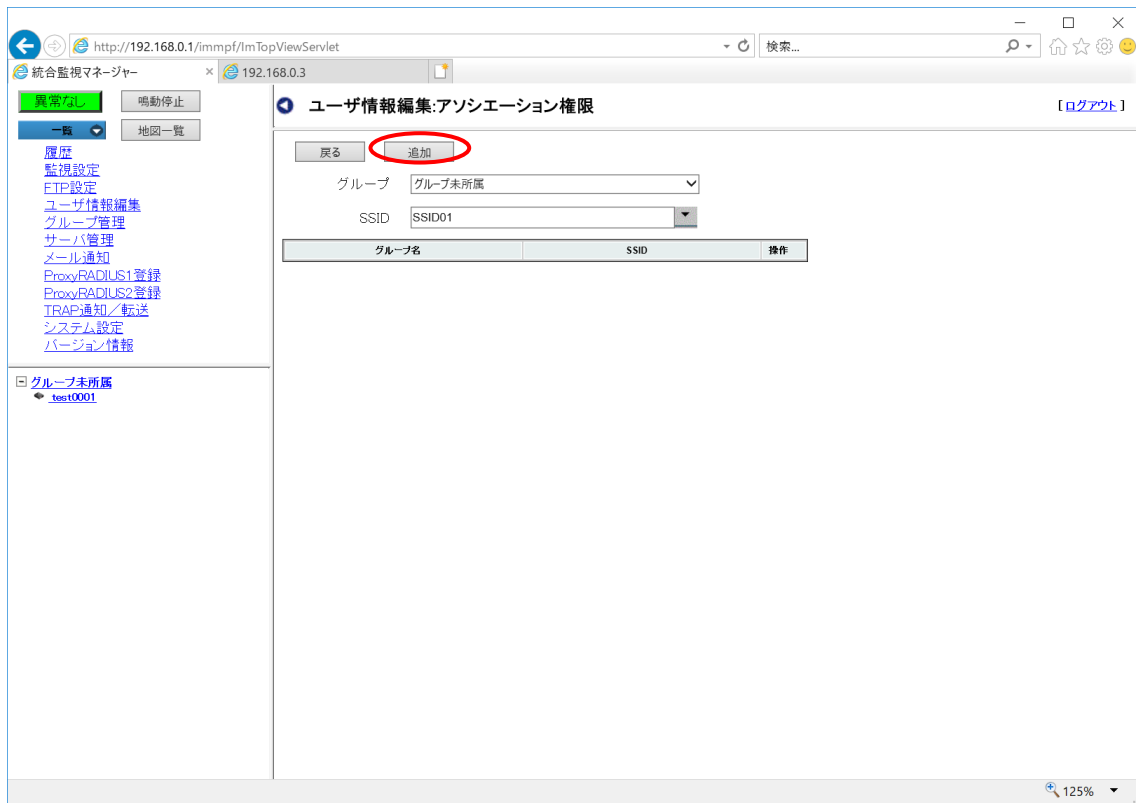 http://192.168.0.1/immpf/ImTopViewServlet
検索...
統合監視マネージャー
192.168.0.3
異常なし
鳴動停止
一覧
地図一覧
履歴
監視設定
FTP設定
ユーザ情報編集
グループ管理
サーバ管理
メール通知
ProxyRADIUS1登録
ProxyRADIUS2登録
TRAP通知／転送
システム設定
バージョン情報
グループ未所属
test0001
ユーザ情報編集:アソシエーション権限
[ログアウト]
戻る
追加
グループ
グループ未所属
SSID
SSID01
グループ名 SSID 操作
125%